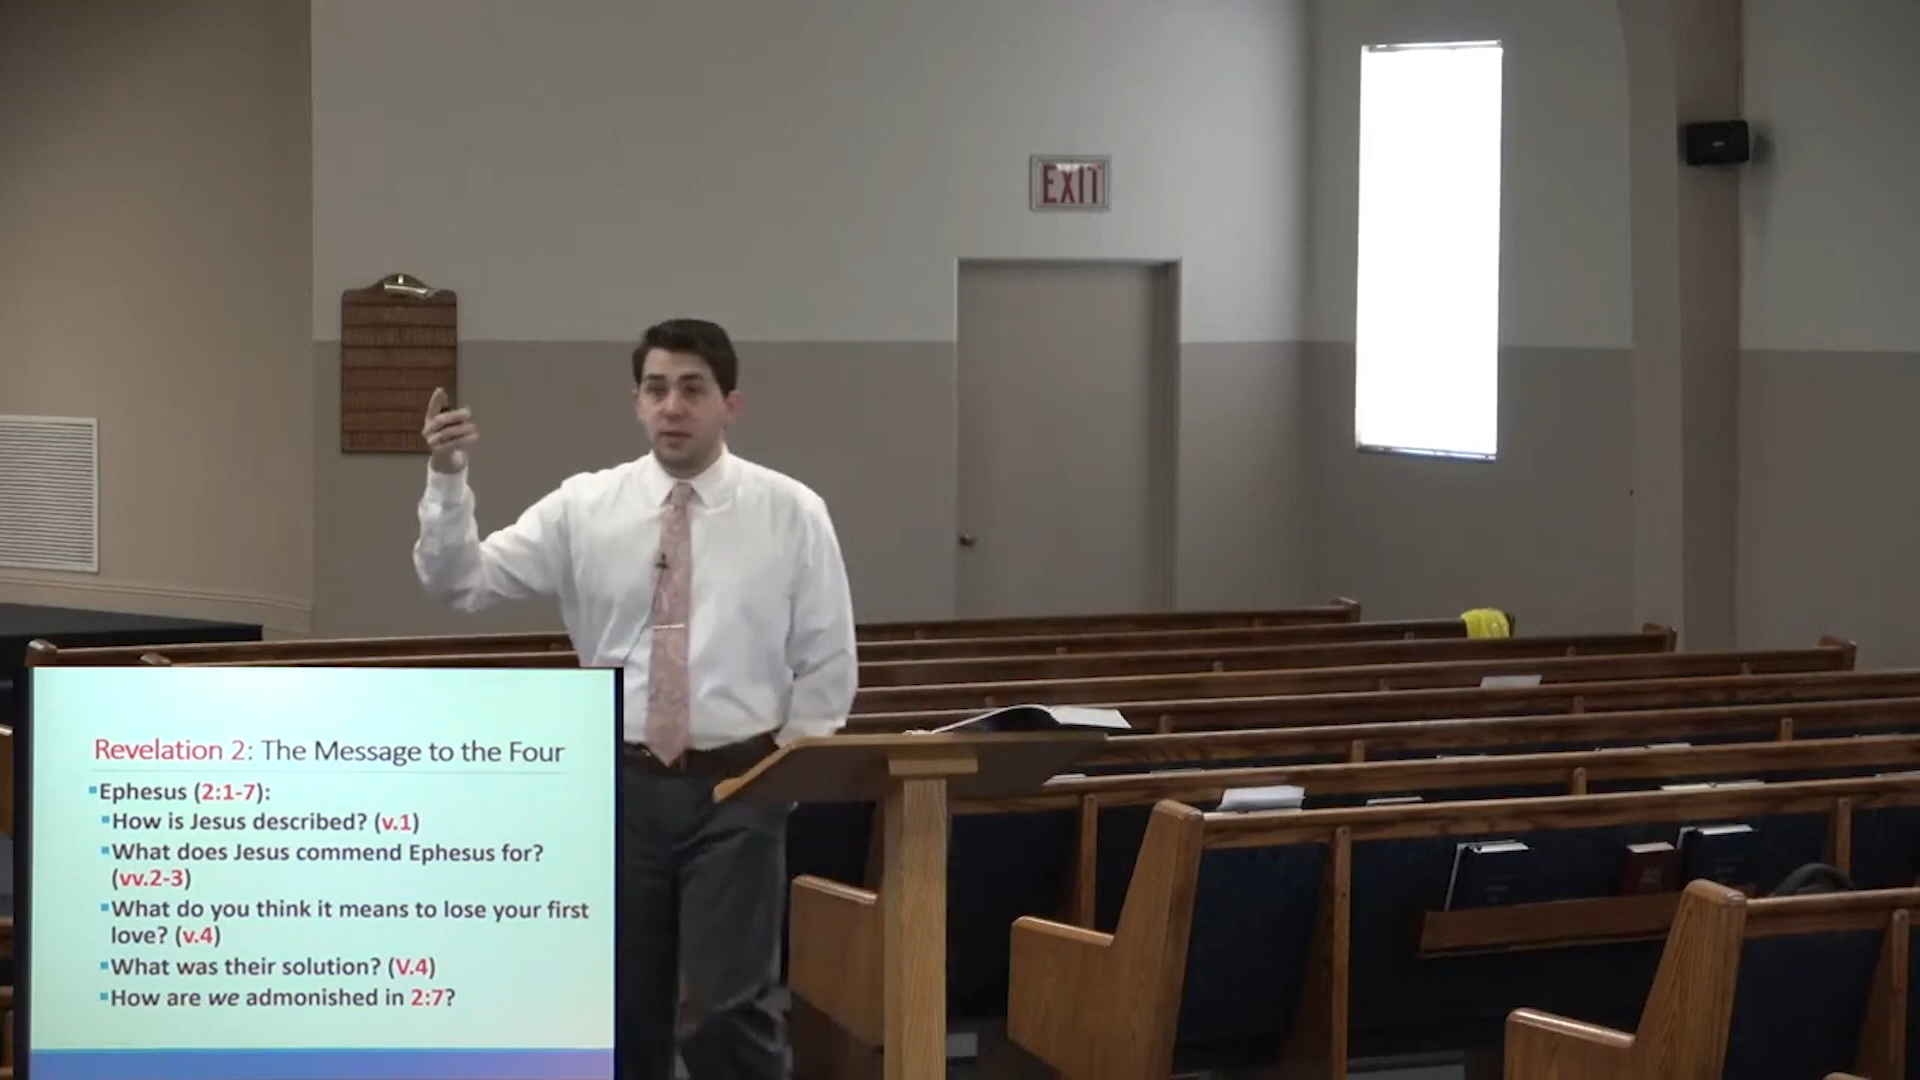 EXIT
Revelation 2: The Message to the Four
▪Ephesus (2:1-7):
▪How is Jesus described? (v.1)
▪What does Jesus commend Ephesus for?
(vv.2-3)
▪What do you think it means to lose your first
love? (v.4)
▪What was their solution? (V.4)
▪How are we admonished in 2:7?